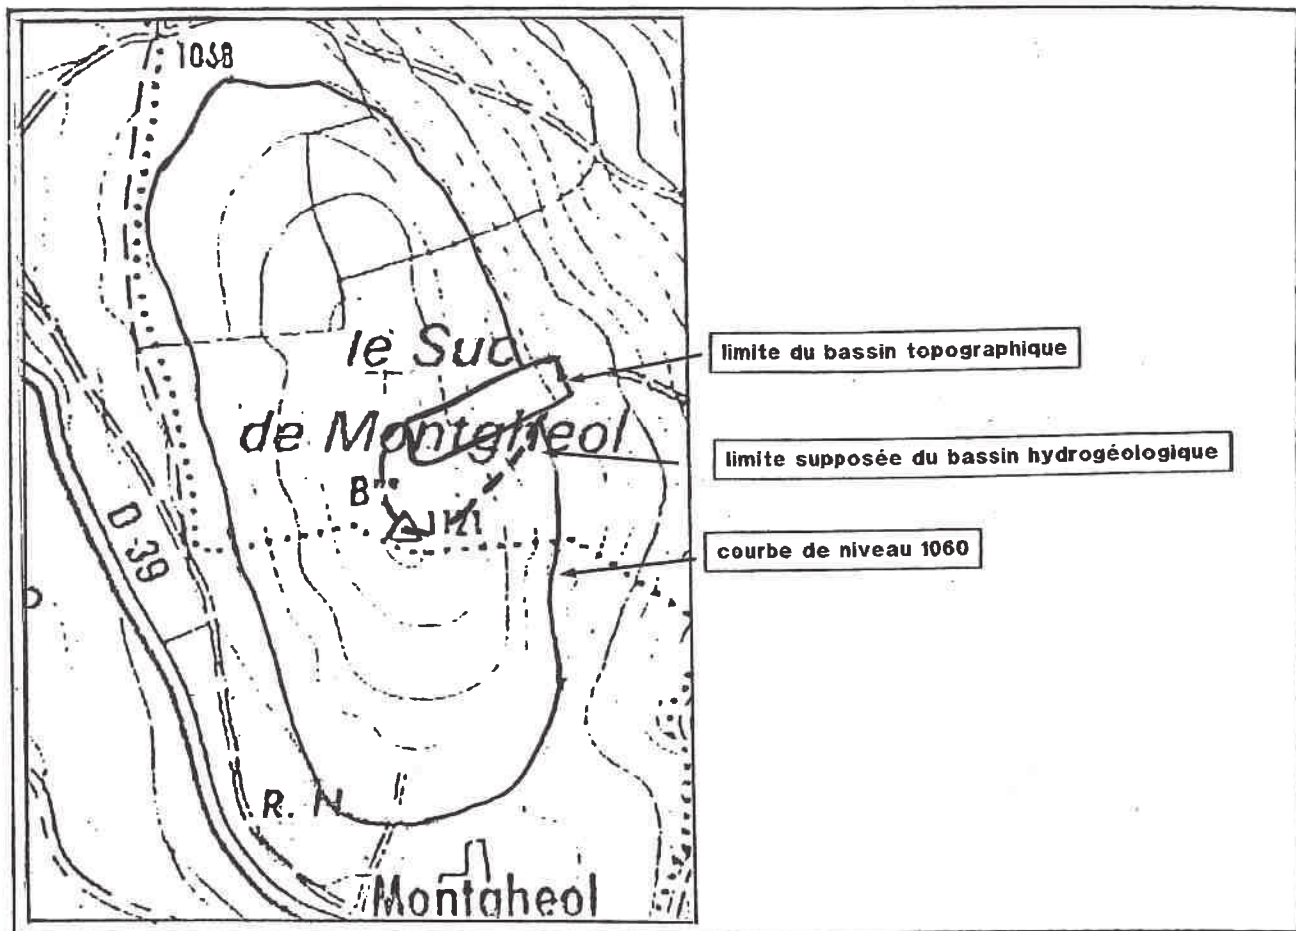 1038
le Suc
limite du bassin topographique
de Montgheol
limite supposée du bassin hydrogéologique
B
1121
D 39
courbe de niveau 1060
R. H.
Montgheol